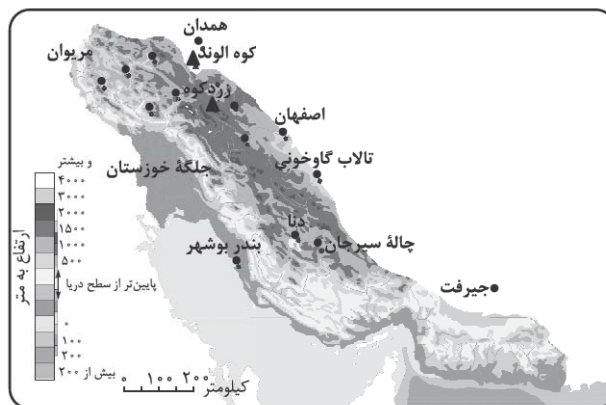 همدان
کوه الوند
مریوان
زردکوه
اصفهان
تالاب گاوخونی
جلگهٔ خوزستان
دنا
چالهٔ سیرجان
بندر بوشهر
جیرفت
ارتفاع به متر
و بیشتر
۴۰۰۰
۳۰۰۰
۲۰۰۰
۱۵۰۰
۱۰۰۰
۵۰۰
پایین‌تر از سطح دریا
۰
۱۰۰
۲۰۰
بیش از ۲۰۰
۰ ۱۰۰ ۲۰۰
کیلومتر